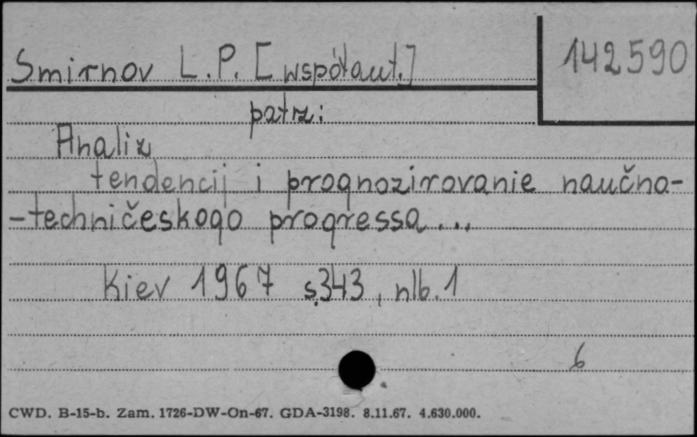 Smirnov L.P. [współaut.]
142590
patrz:
Analiz
tendencij i prognozirovanie naučno-
-techničeskogo progressa...
Kiev 1967 s.343, nlb.1
6
CWD. B-15-b. Zam. 1726-DW-On-67. GDA-3198. 8.11.67. 4.630.000.